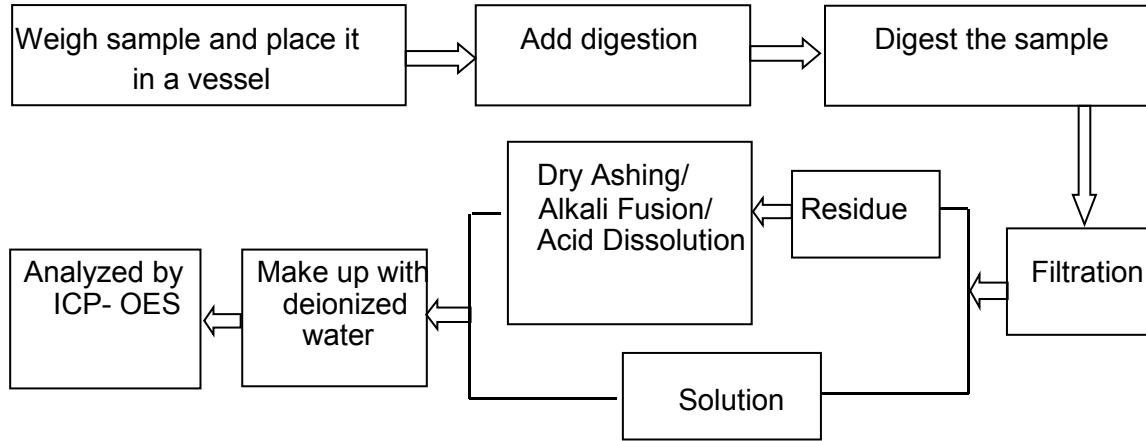 Weigh sample and place it
in a vessel
Add digestion
Digest the sample
Filtration
Residue
Dry Ashing/
Alkali Fusion/
Acid Dissolution
Solution
Make up with
deionized
water
Analyzed by
ICP- OES